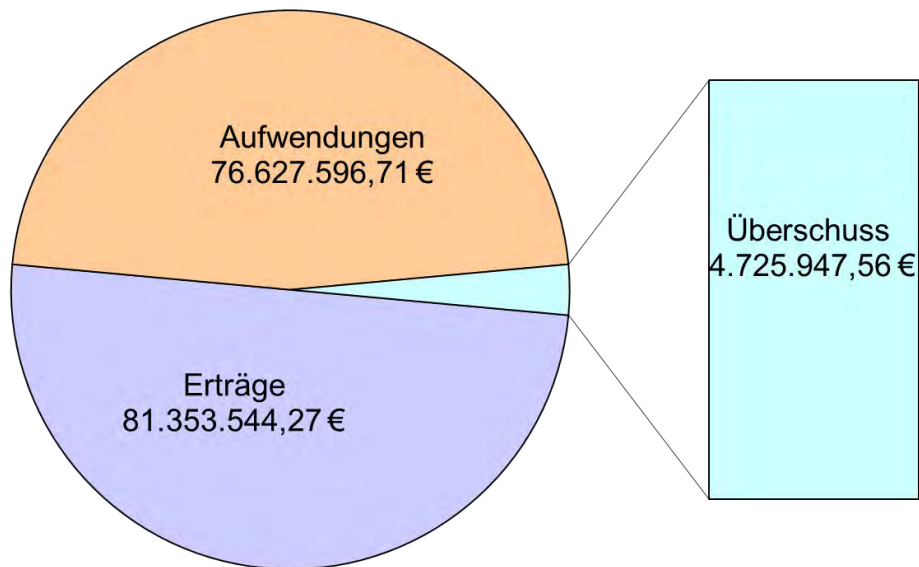 Aufwendungen
76.627.596,71 €
Überschuss
4.725.947,56 €
Erträge
81.353.544,27 €